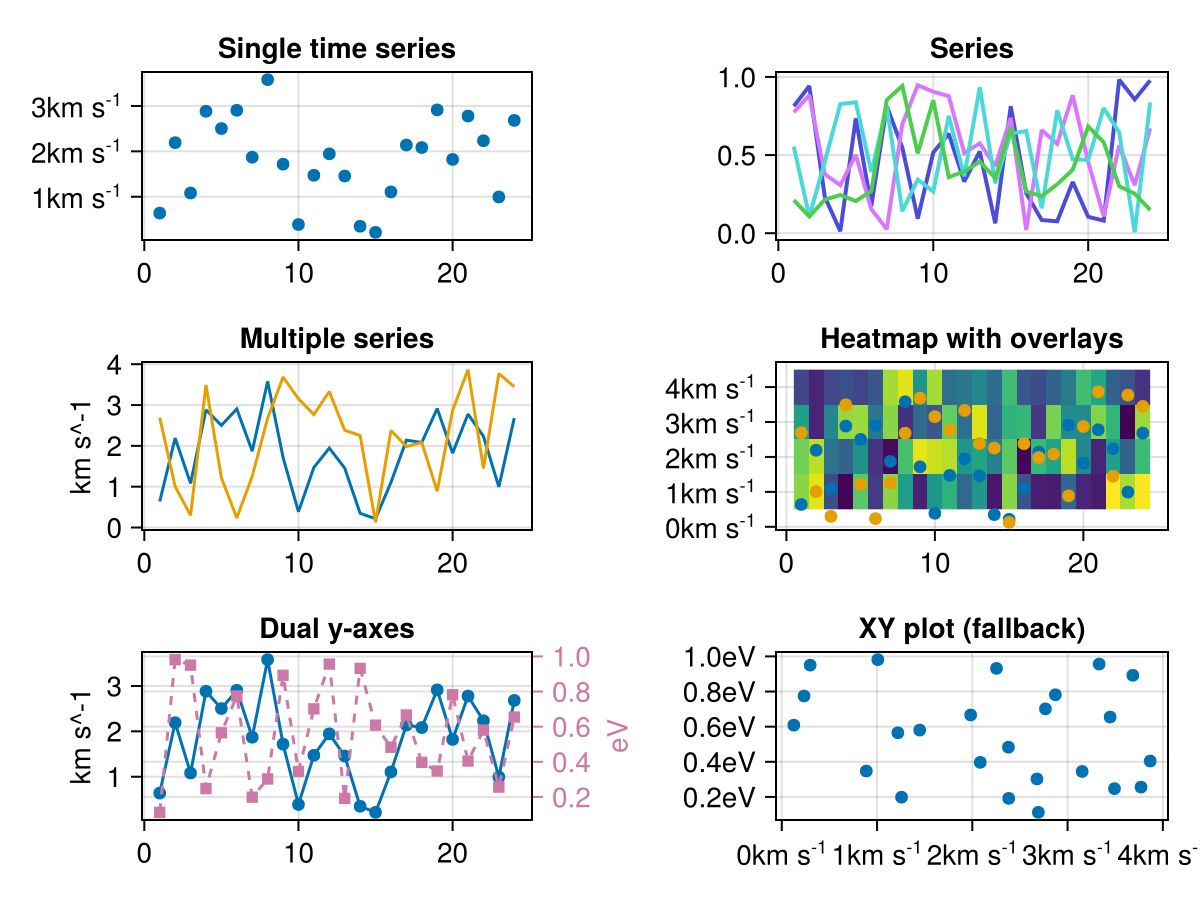 Single time series
3km s⁻¹
2km s⁻¹
1km s⁻¹
0 10 20
Series
1.0
0.5
0.0
0 10 20
Multiple series
km s^-1
4
3
2
1
0
0 10 20
Heatmap with overlays
4km s⁻¹
3km s⁻¹
2km s⁻¹
1km s⁻¹
0km s⁻¹
0 10 20
Dual y-axes
km s^-1
3
2
1
1.0
0.8
0.6
0.4
0.2
eV
0 10 20
XY plot (fallback)
1.0eV
0.8eV
0.6eV
0.4eV
0.2eV
0km s⁻¹ 1km s⁻¹ 2km s⁻¹ 3km s⁻¹ 4km s⁻